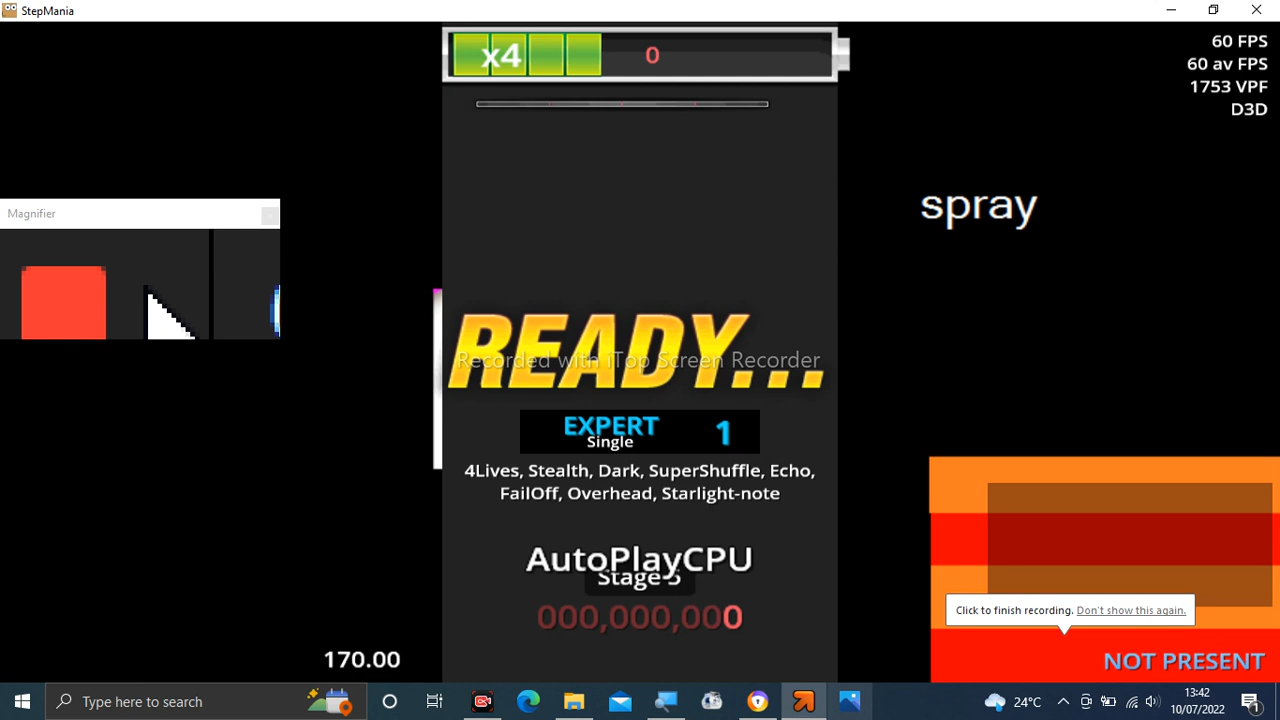 StepMania
x4
0
60 FPS
60 av FPS
1753 VPF
D3D
spray
Magnifier
READY...
Recorded with iTop Screen Recorder
EXPERT 1
Single
4Lives, Stealth, Dark, SuperShuffle, Echo,
FailOff, Overhead, Starlight-note
AutoPlayCPU
Stage 5
000,000,000
Click to finish recording. Don't show this again.
170.00
NOT PRESENT
Type here to search
24°C
13:42
10/07/2022
1